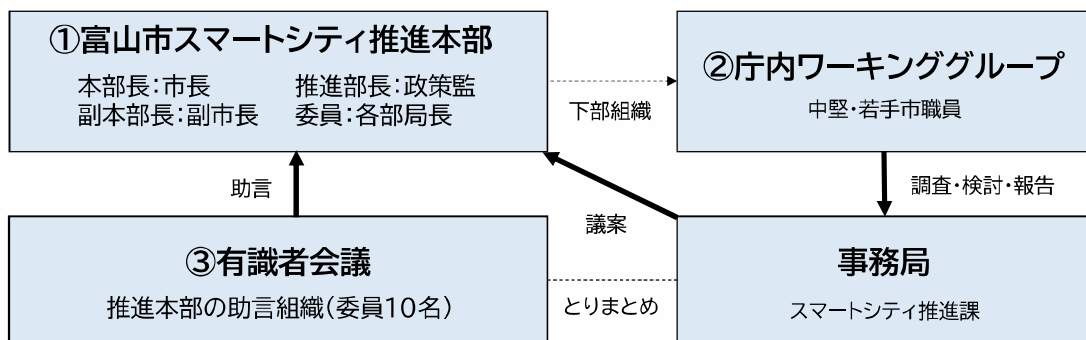 ①富山市スマートシティ推進本部
本部長：市長　推進部長：政策監
副本部長：副市長　委員：各部局長
下部組織
②庁内ワーキンググループ
中堅・若手市職員
助言
議案
調査・検討・報告
③有識者会議
推進本部の助言組織（委員10名）
とりまとめ
事務局
スマートシティ推進課